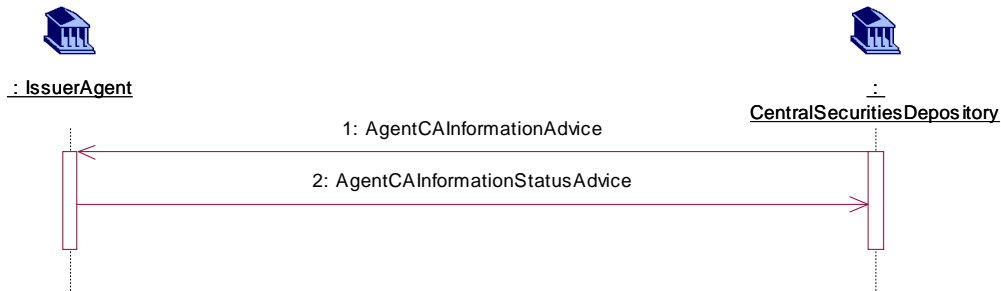 : IssuerAgent
:
CentralSecuritiesDepository
1: AgentCAInformationAdvice
2: AgentCAInformationStatusAdvice